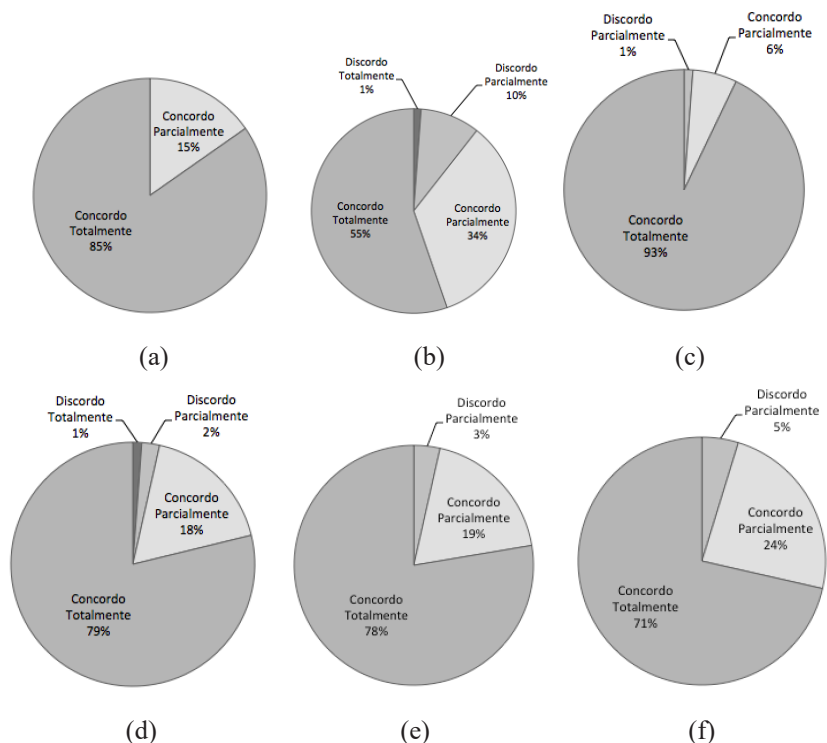 Concordo
Parcialmente
15%
Concordo
Totalmente
85%
(a)
Discordo
Totalmente
1%
Discordo
Parcialmente
10%
Concordo
Parcialmente
34%
Concordo
Totalmente
55%
(b)
Discordo
Parcialmente
1%
Concordo
Parcialmente
6%
Concordo
Totalmente
93%
(c)
Discordo
Totalmente
1%
Discordo
Parcialmente
2%
Concordo
Parcialmente
18%
Concordo
Totalmente
79%
(d)
Discordo
Parcialmente
3%
Concordo
Parcialmente
19%
Concordo
Totalmente
78%
(e)
Discordo
Parcialmente
5%
Concordo
Parcialmente
24%
Concordo
Totalmente
71%
(f)